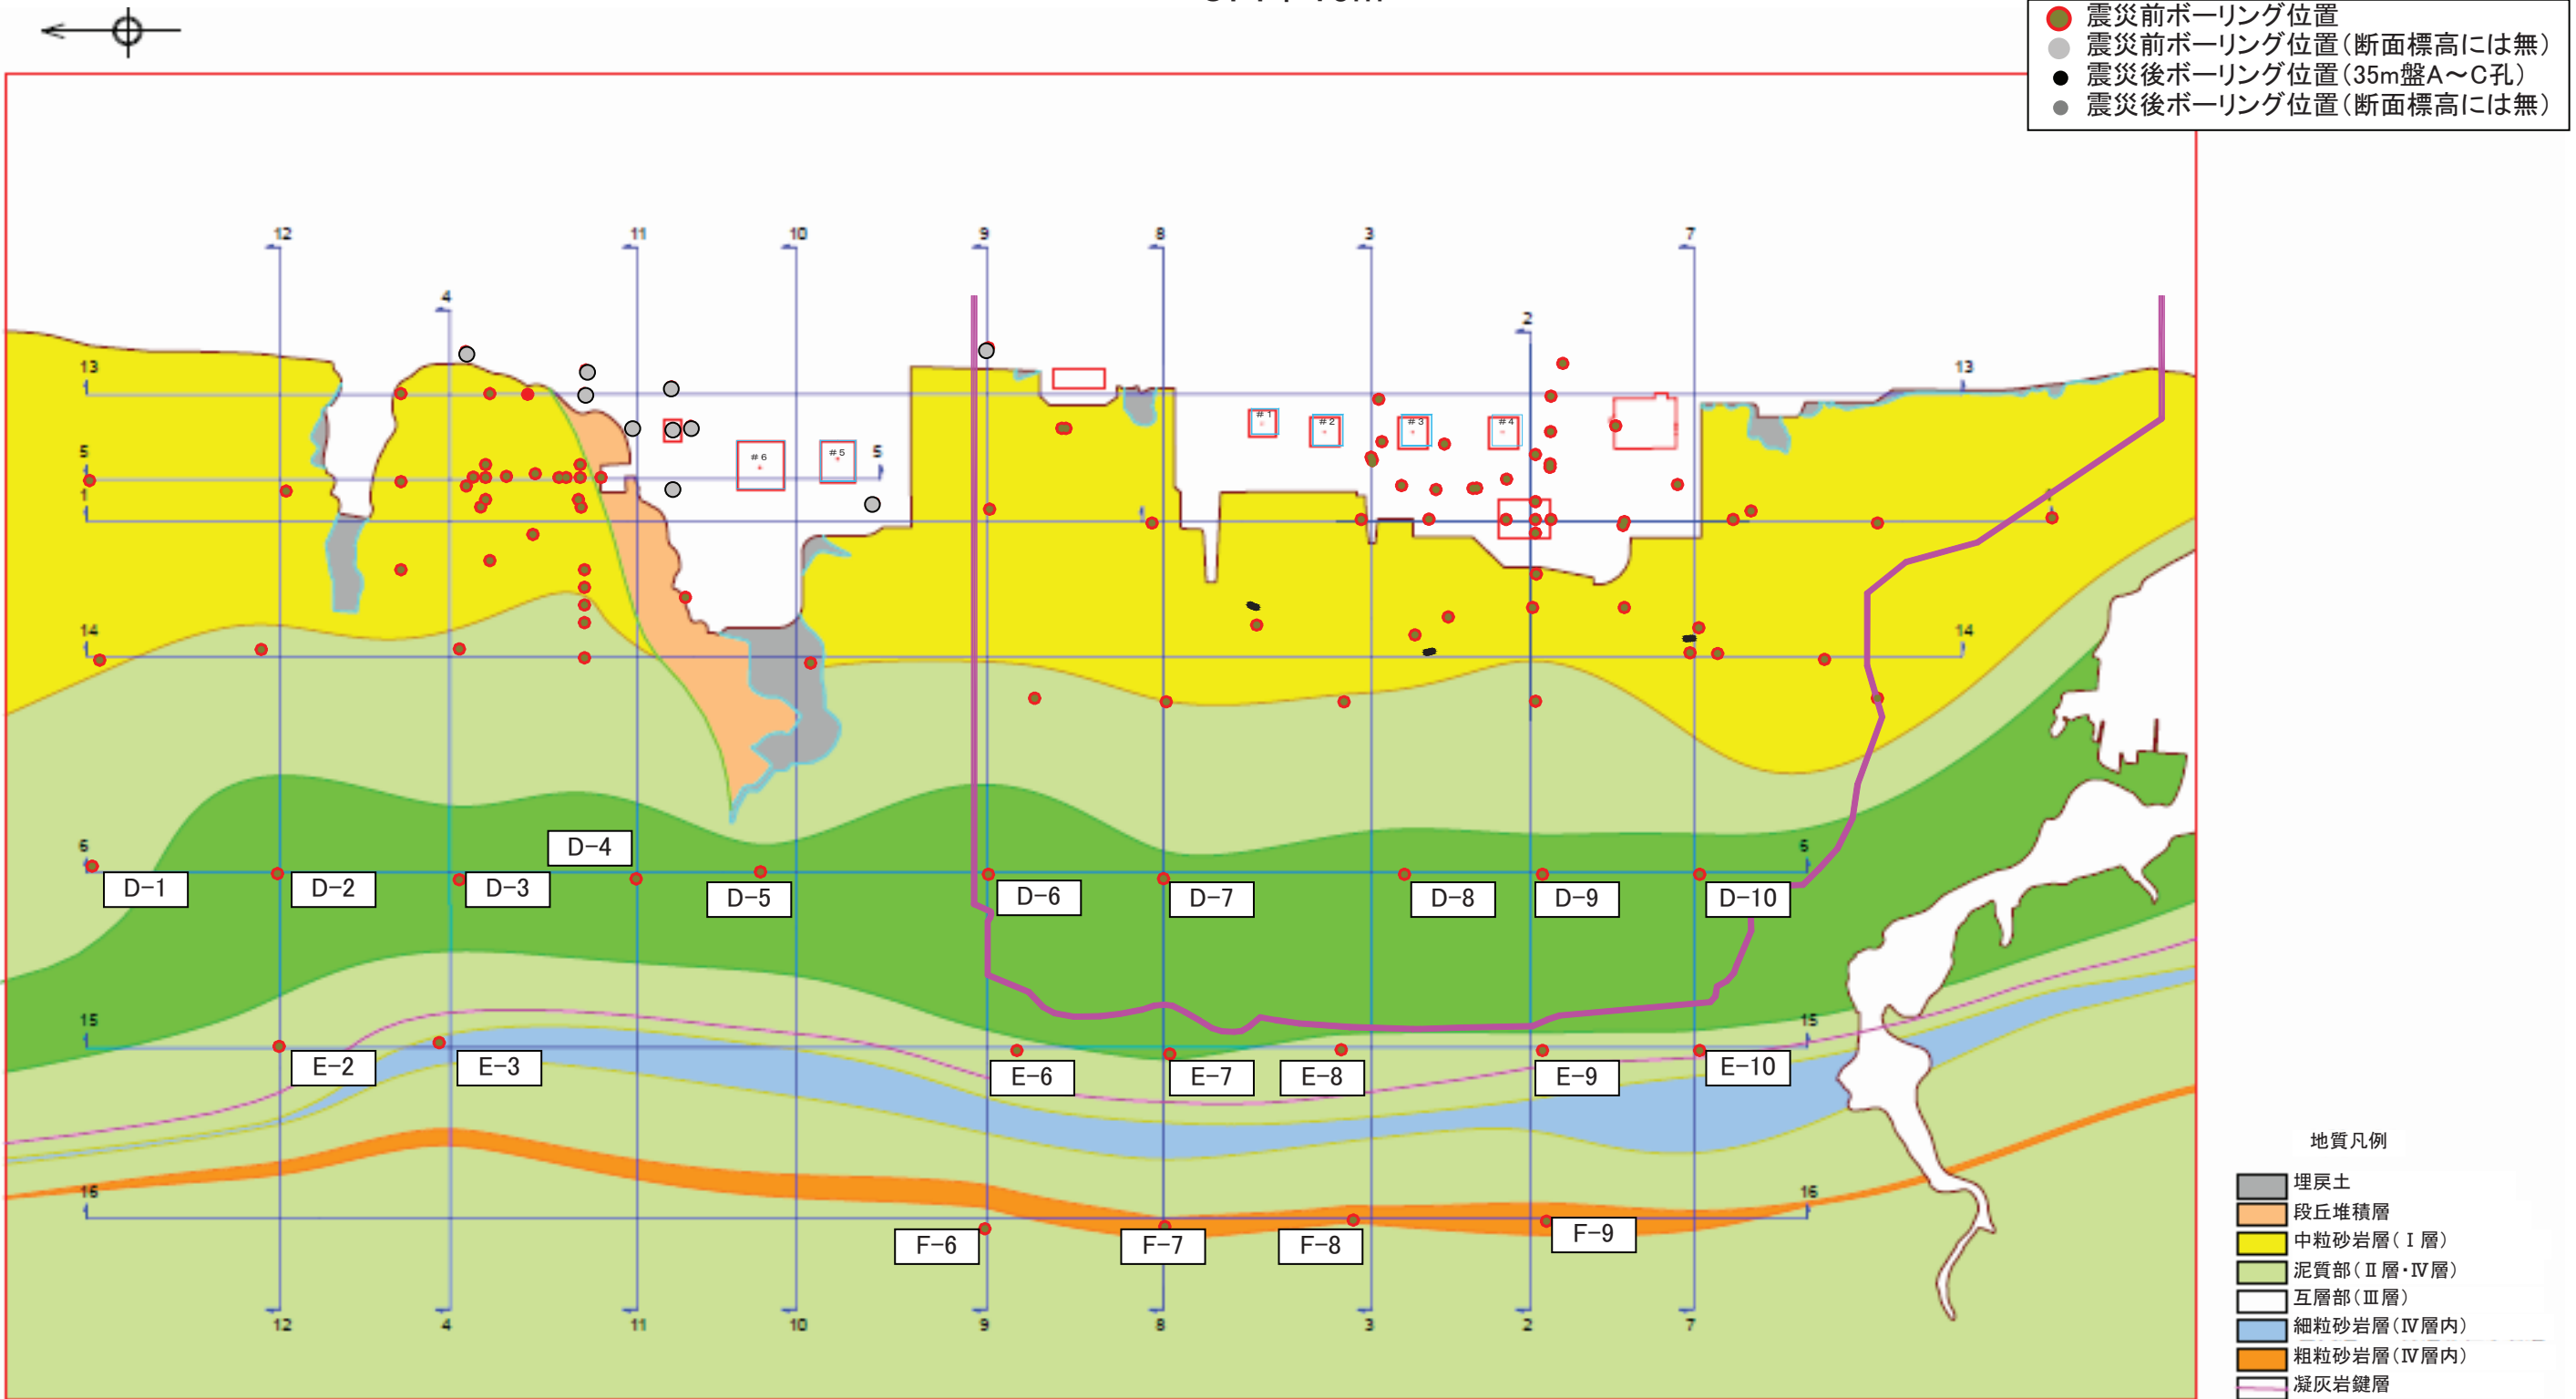 震災前ボーリング位置
震災前ボーリング位置(断面標高には無)
震災後ボーリング位置(35m盤A～C孔)
震災後ボーリング位置(断面標高には無)
12
11
10
9
8
3
7
4
2
13
13
#1
#2
#3
#4
5
#6
#5
5
1
14
14
6
6
D-4
D-1
D-2
D-3
D-5
D-6
D-7
D-8
D-9
D-10
15
15
E-2
E-3
E-6
E-7
E-8
E-9
E-10
16
16
F-6
F-7
F-8
F-9
12
4
11
10
9
8
3
2
7
地質凡例
埋戻土
段丘堆積層
中粒砂岩層(Ⅰ層)
泥質部(Ⅱ層・Ⅳ層)
互層部(Ⅲ層)
細粒砂岩層(Ⅳ層内)
粗粒砂岩層(Ⅳ層内)
凝灰岩鍵層